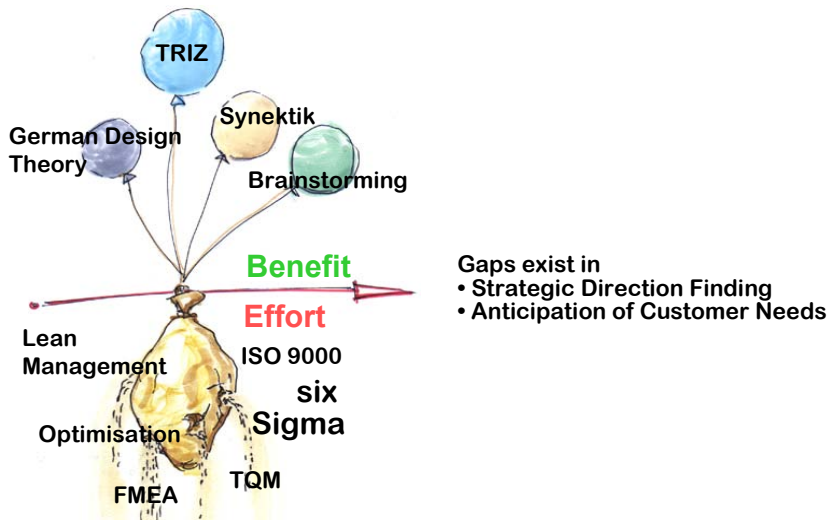 TRIZ
Synektik
German Design
Theory
Brainstorming
Benefit
Effort
Gaps exist in
• Strategic Direction Finding
• Anticipation of Customer Needs
Lean
Management
ISO 9000
six
Sigma
Optimisation
TQM
FMEA